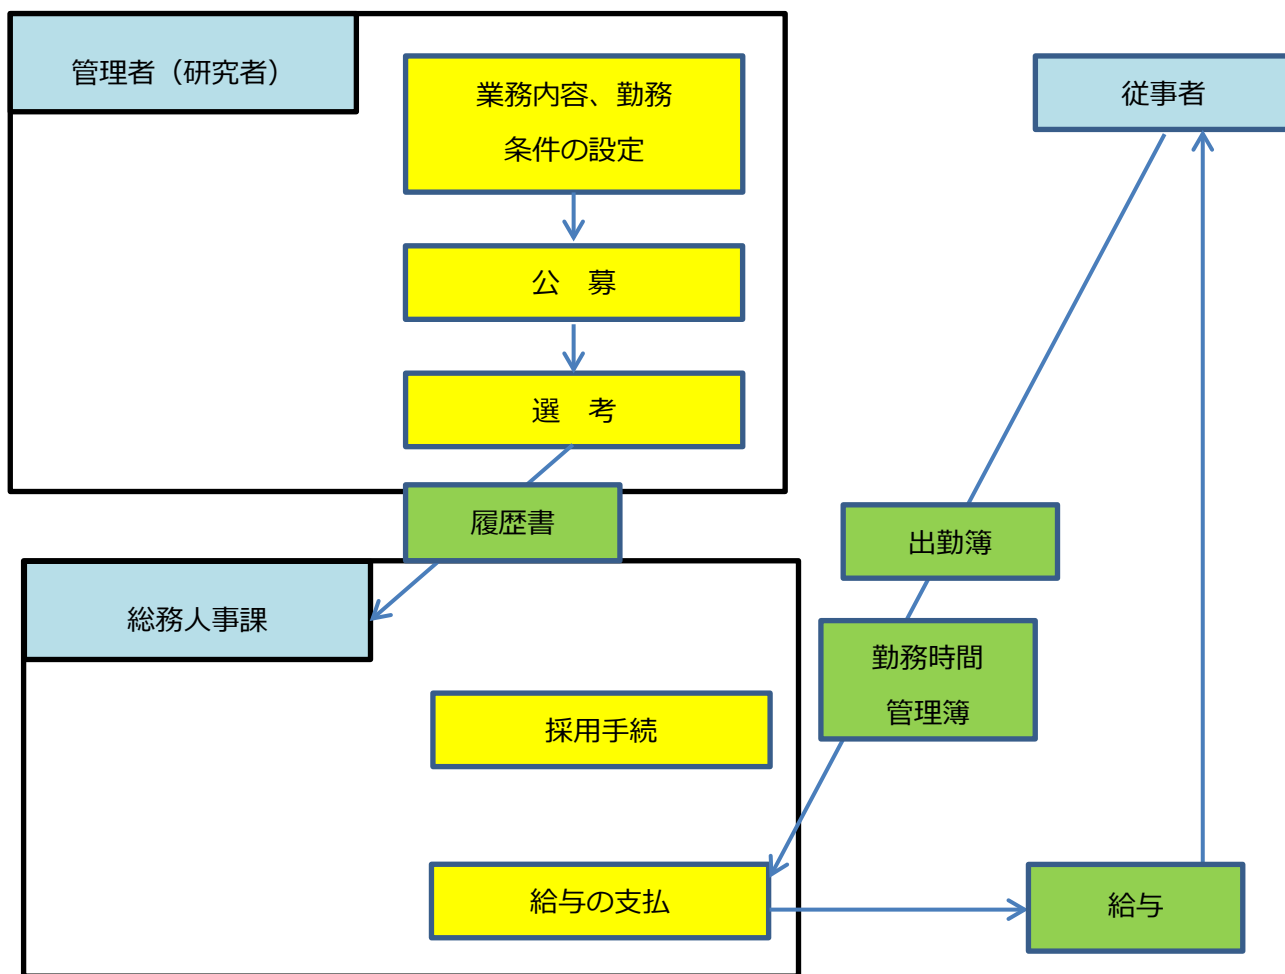 管理者（研究者）
業務内容、勤務
条件の設定
従事者
公　募
選　考
履歴書
出勤簿
総務人事課
勤務時間
管理簿
採用手続
給与の支払
給与